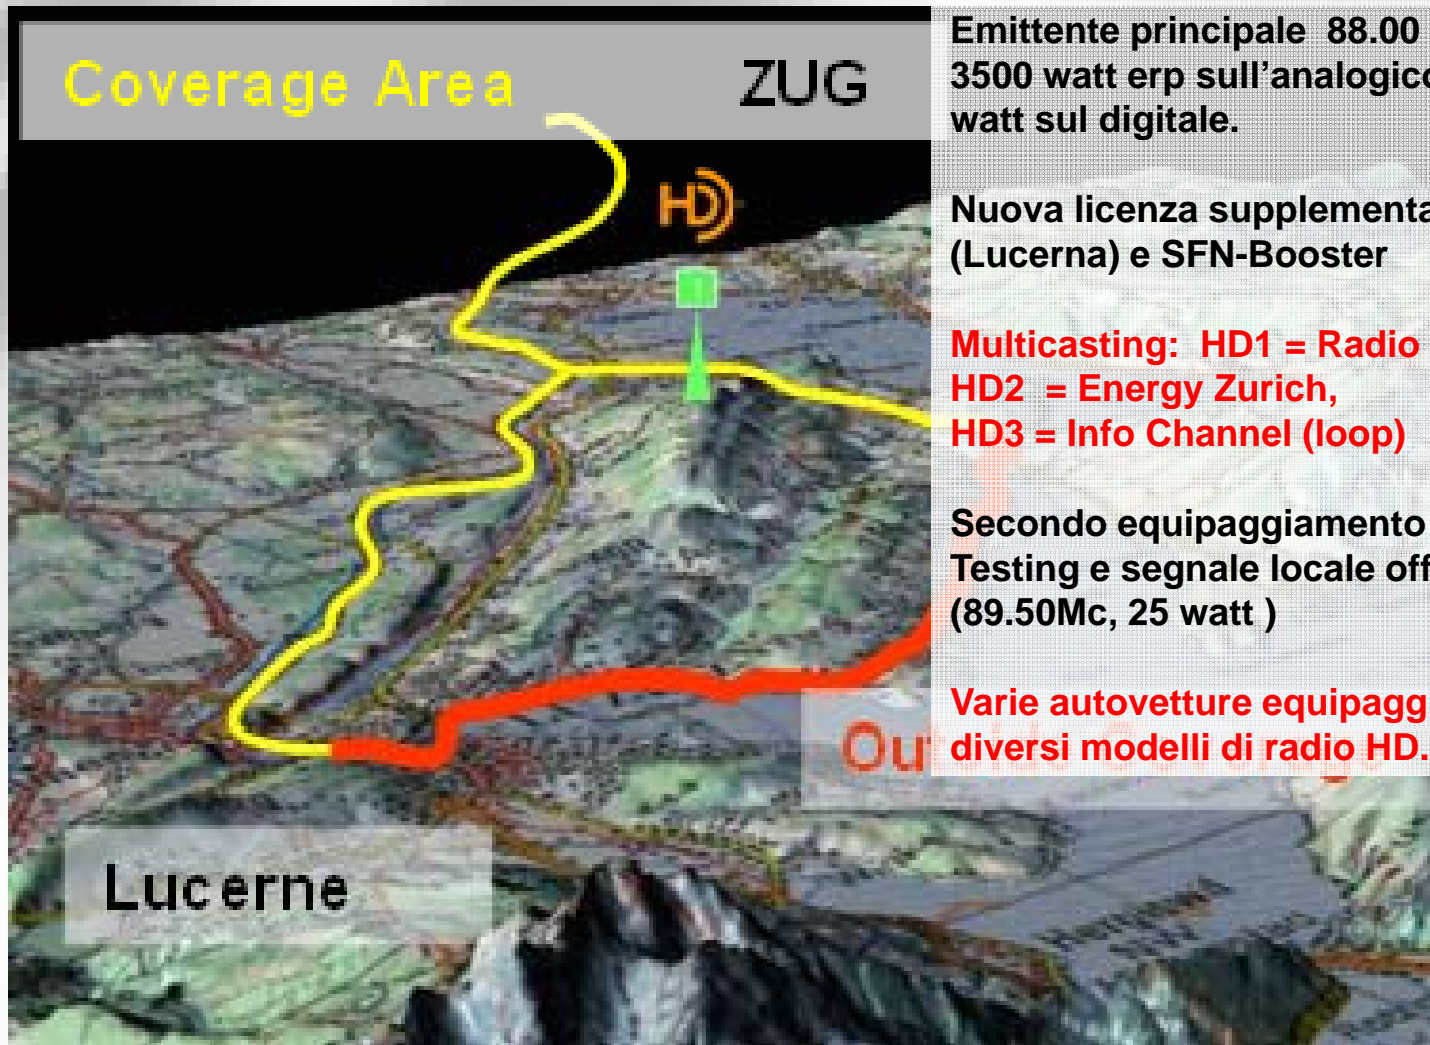 Coverage Area ZUG
HD
Emittente principale 88.00
3500 watt erp sull'analogico
watt sul digitale.
Nuova licenza supplementa
(Lucerna) e SFN-Booster
Multicasting: HD1 = Radio
HD2 = Energy Zurich,
HD3 = Info Channel (loop)
Secondo equipaggiamento
Testing e segnale locale off
(89.50Mc, 25 watt )
Varie autovetture equipagg
diversi modelli di radio HD.
Ou
Lucerne